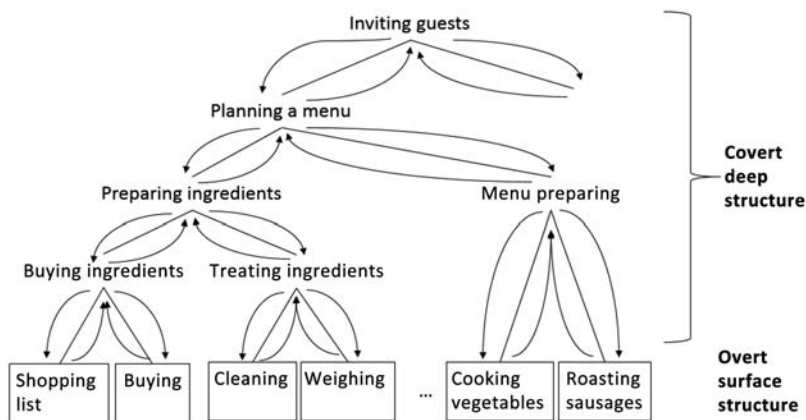 Inviting guests
Planning a menu
Covert
deep
structure
Preparing ingredients
Menu preparing
Buying ingredients
Treating ingredients
Shopping
list
Buying
Cleaning
Weighing
...
Cooking
vegetables
Roasting
sausages
Overt
surface
structure